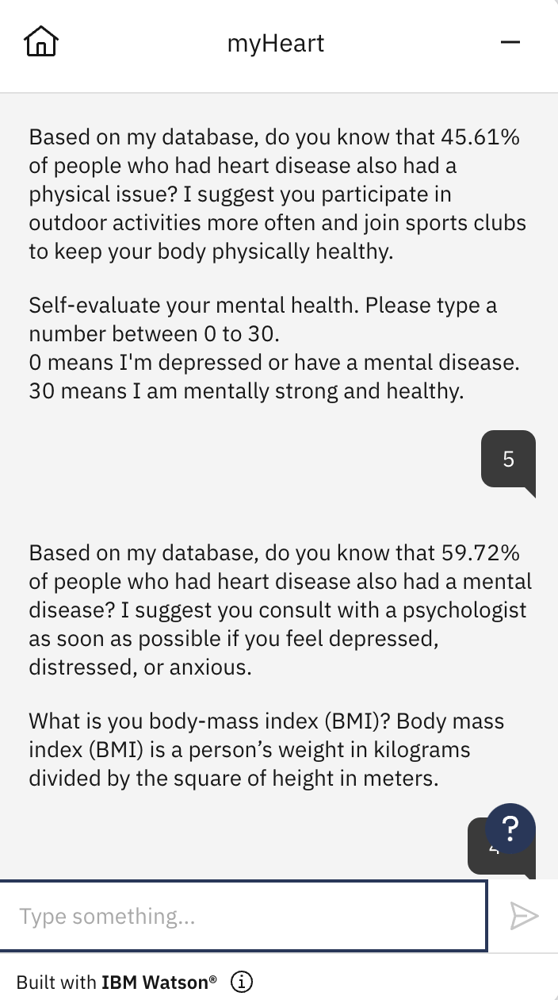 myHeart
Based on my database, do you know that 45.61%
of people who had heart disease also had a
physical issue? I suggest you participate in
outdoor activities more often and join sports clubs
to keep your body physically healthy.
Self-evaluate your mental health. Please type a
number between 0 to 30.
0 means I'm depressed or have a mental disease.
30 means I am mentally strong and healthy.
5
Based on my database, do you know that 59.72%
of people who had heart disease also had a mental
disease? I suggest you consult with a psychologist
as soon as possible if you feel depressed,
distressed, or anxious.
What is you body-mass index (BMI)? Body mass
index (BMI) is a person’s weight in kilograms
divided by the square of height in meters.
?
Type something...
Built with IBM Watson®